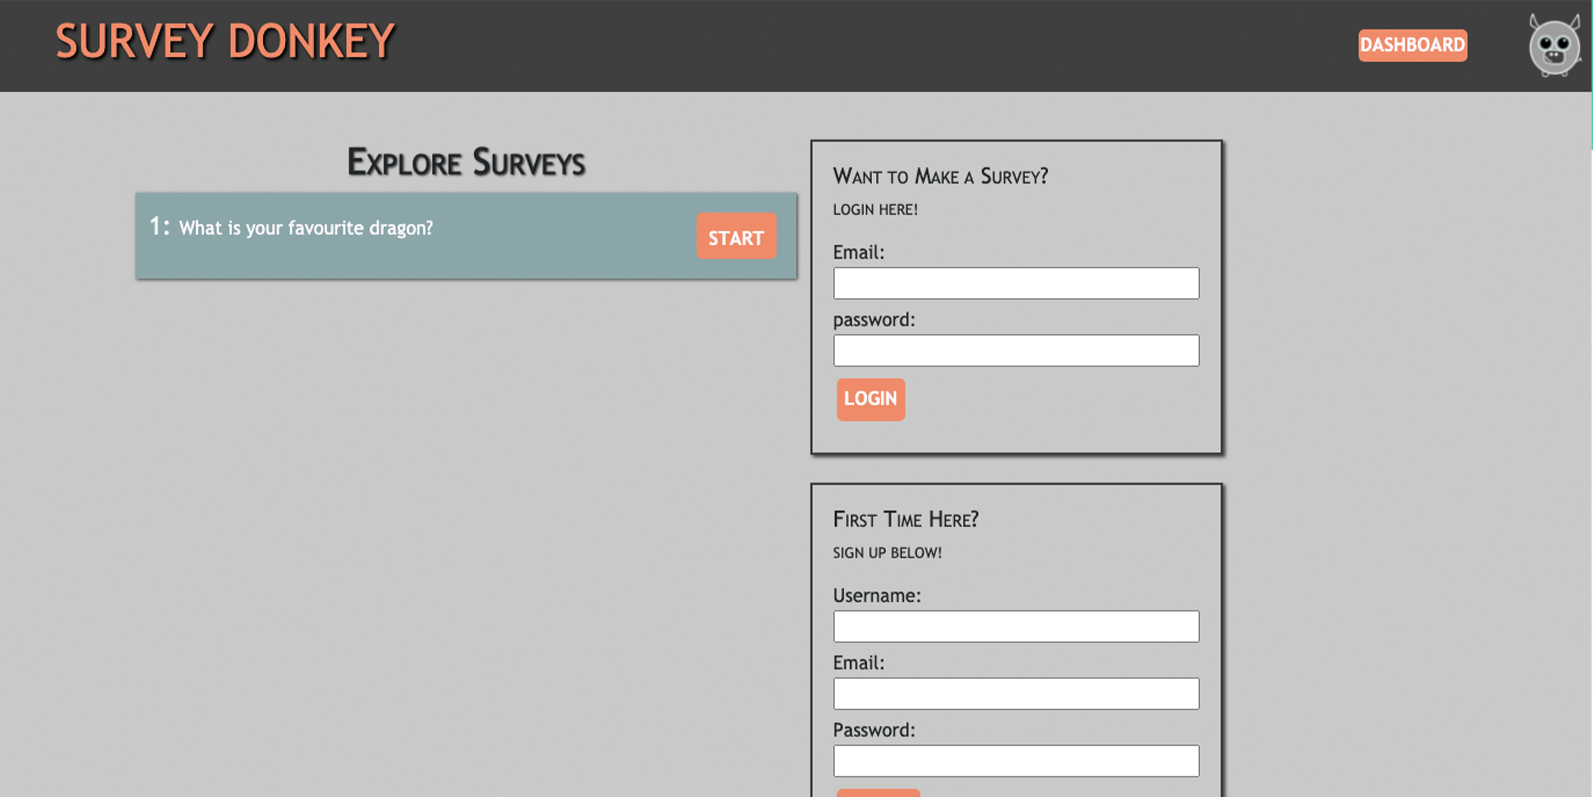 SURVEY DONKEY
DASHBOARD
Explore Surveys
1: What is your favourite dragon?
START
Want to Make a Survey?
LOGIN HERE!
Email:
password:
LOGIN
First Time Here?
SIGN UP BELOW!
Username:
Email:
Password: